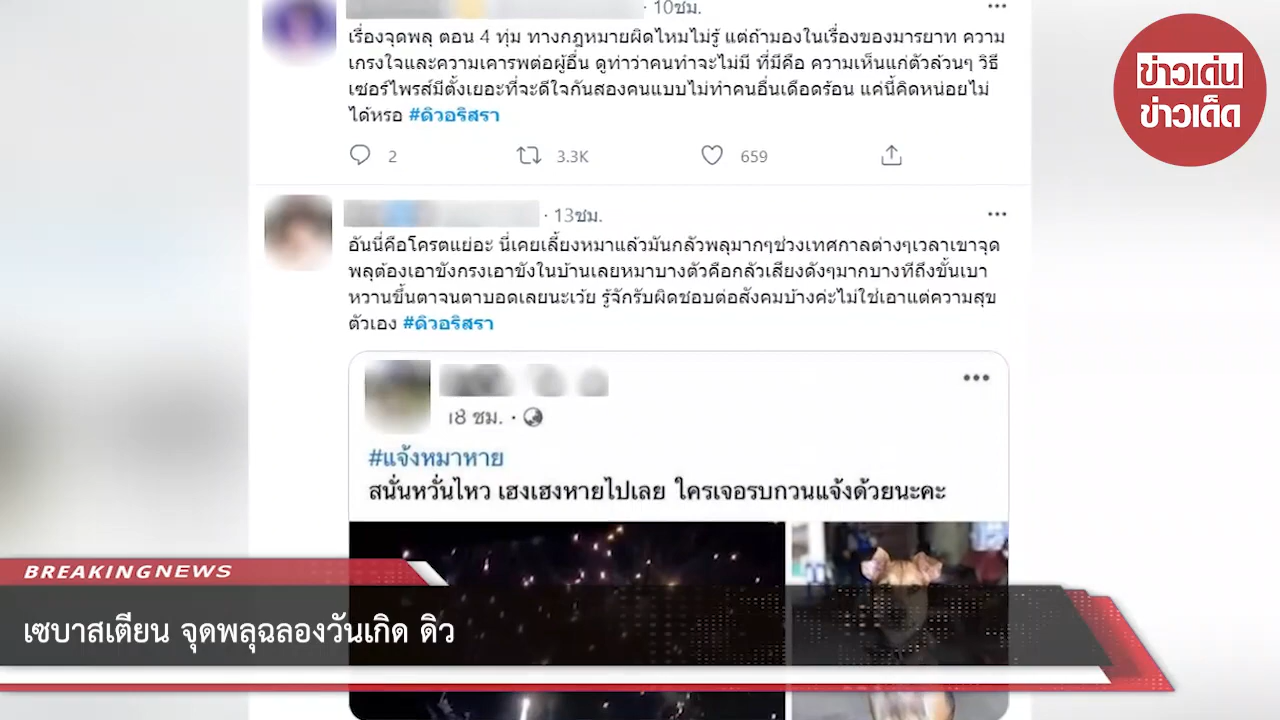 · 10ชม.
เรื่องจุดพลุ ตอน 4 ทุ่ม ทางกฎหมายผิดไหมไม่รู้ แต่ถ้ามองในเรื่องของมารยาท ความ
เกรงใจและความเคารพต่อผู้อื่น ดูท่าว่าคนทำจะไม่มี ที่มีคือ ความเห็นแก่ตัวล้วนๆ วิธี
เซอร์ไพรส์มีตั้งเยอะที่จะดีใจกันสองคนแบบไม่ทำคนอื่นเดือดร้อน แค่นี้คิดหน่อยไม่
ได้หรอ #ดิวอริสรา
2 3.3K 659
· 13ชม.
อันนี่คือโครตแย่อะ นี่เคยเลี้ยงหมาแล้วมันกลัวพลุมากๆช่วงเทศกาลต่างๆเวลาเขาจุด
พลุต้องเอาขังกรงเอาขังในบ้านเลยหมาบางตัวคือกลัวเสียงดังๆมากบางทีถึงขั้นเบา
หวานขึ้นตาจนตาบอดเลยนะเว้ย รู้จักรับผิดชอบต่อสังคมบ้างค่ะไม่ใช่เอาแต่ความสุข
ตัวเอง #ดิวอริสรา
18 ชม. ·
#แจ้งหมาหาย
สนั่นหวั่นไหว เฮงเฮงหายไปเลย ใครเจอรบกวนแจ้งด้วยนะคะ
ข่าวเด่น
ข่าวเด็ด
BREAKINGNEWS
เซบาสเตียน จุดพลุฉลองวันเกิด ดิว